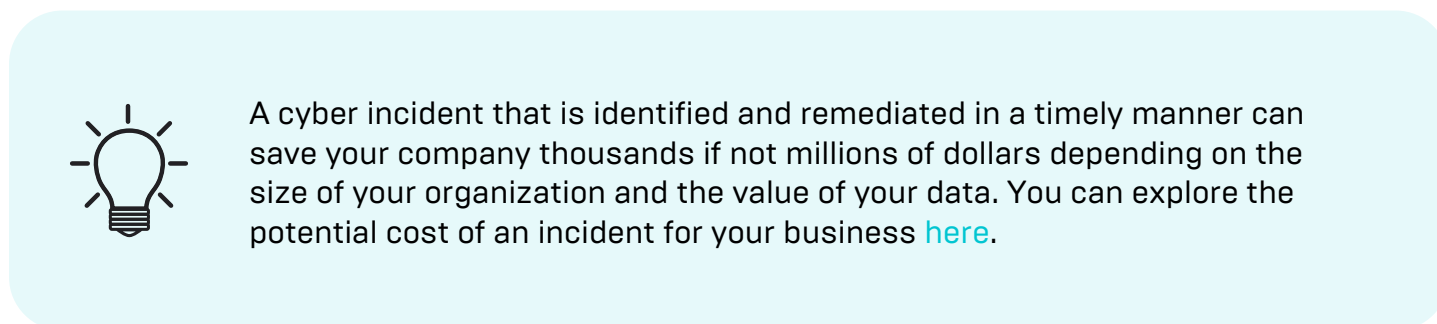 A cyber incident that is identified and remediated in a timely manner can
save your company thousands if not millions of dollars depending on the
size of your organization and the value of your data. You can explore the
potential cost of an incident for your business here.